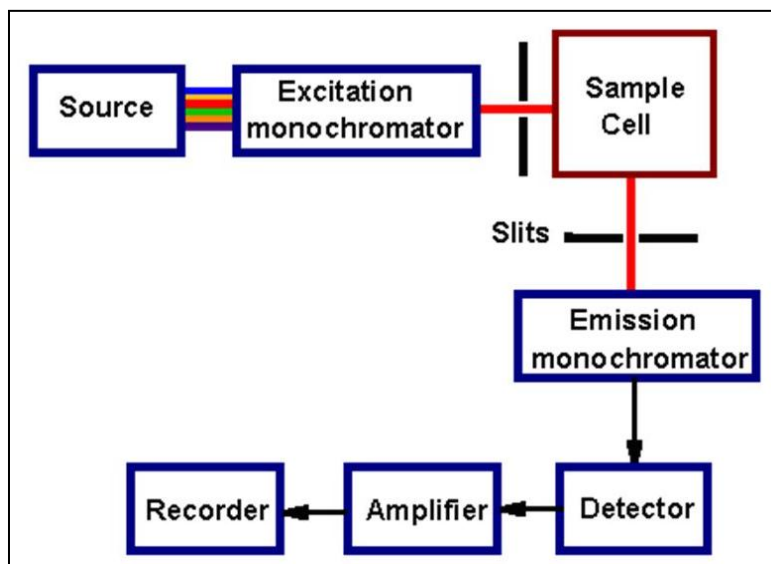 Source
Excitation
monochromator
Sample
Cell
Slits
Emission
monochromator
Recorder
Amplifier
Detector